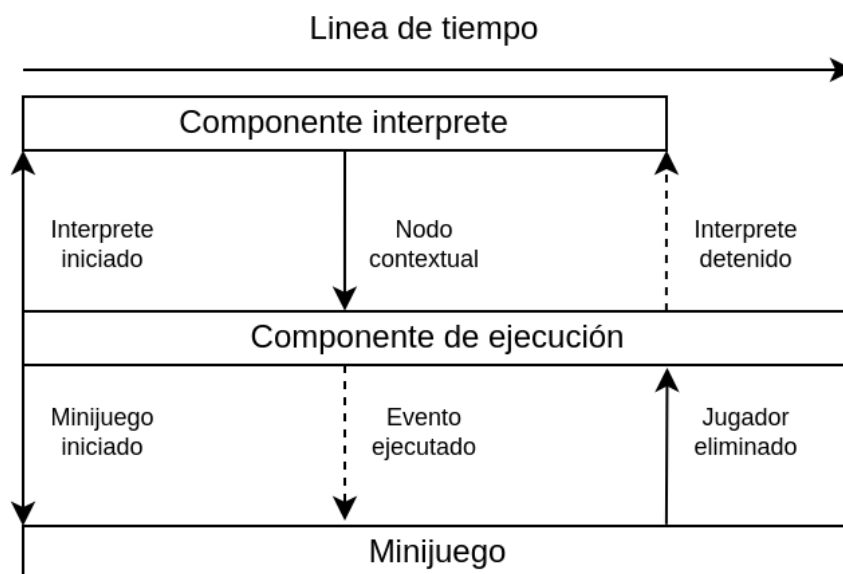 Linea de tiempo
Componente interprete
Interprete
iniciado
Nodo
contextual
Interprete
detenido
Componente de ejecución
Minijuego
iniciado
Evento
ejecutado
Jugador
eliminado
Minijuego